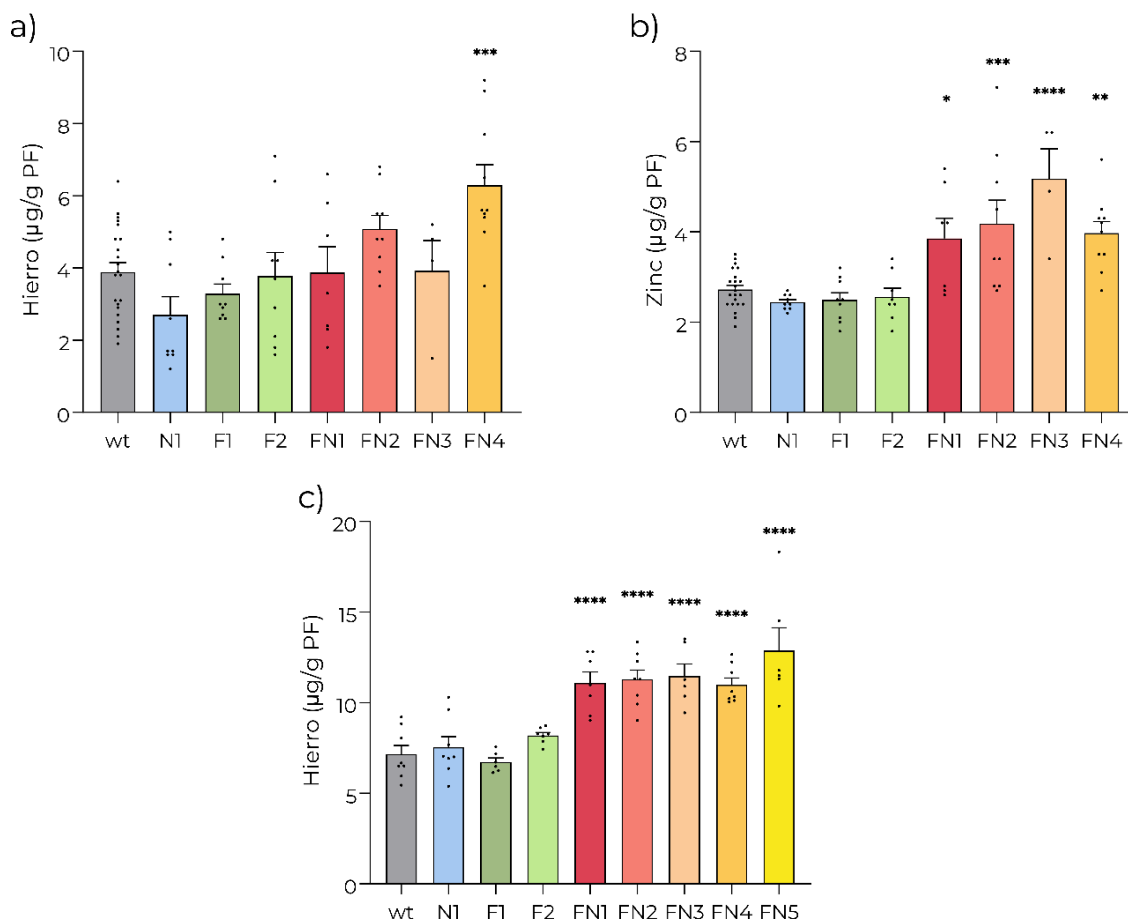 a)
Hierro (µg/g PF)
10
8
6
4
2
0
***
wt N1 F1 F2 FN1 FN2 FN3 FN4
b)
Zinc (µg/g PF)
8
6
4
2
0
* *** **** **
wt N1 F1 F2 FN1 FN2 FN3 FN4
c)
Hierro (µg/g PF)
20
15
10
5
0
**** **** **** **** ****
wt N1 F1 F2 FN1 FN2 FN3 FN4 FN5